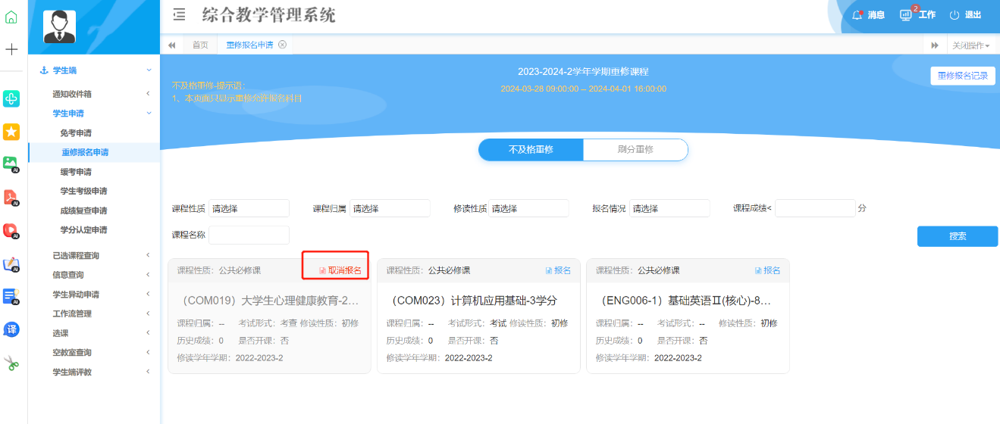 综合教学管理系统
消息
2
工作
退出
首页
重修报名申请
关闭操作
学生端
通知收件箱
学生申请
免考申请
重修报名申请
缓考申请
学生考级申请
成绩复查申请
学分认定申请
已选课程查询
信息查询
学生异动申请
工作流管理
选课
空教室查询
学生端评教
AI
AI
AI
AI
AI
译
2023-2024-2学年学期重修课程
2024-03-28 09:00:00 -- 2024-04-01 16:00:00
不及格重修-提示语:
1、本页面只显示重修允许报名科目
重修报名记录
不及格重修 刷分重修
课程性质 请选择 课程归属 请选择 修读性质 请选择 报名情况 请选择 课程成绩< 分
课程名称 搜索
课程性质: 公共必修课 取消报名
（COM019）大学生心理健康教育-2…
课程归属: -- 考试形式: 考查 修读性质: 初修
历史成绩: 0 是否开课: 否
修读学年学期: 2022-2023-2
课程性质: 公共必修课 报名
（COM023）计算机应用基础-3学分
课程归属: -- 考试形式: 考试 修读性质: 初修
历史成绩: 0 是否开课: 否
修读学年学期: 2022-2023-2
课程性质: 公共必修课 报名
（ENG006-1）基础英语Ⅱ(核心)-8…
课程归属: -- 考试形式: -- 修读性质: 初修
历史成绩: 0 是否开课: 否
修读学年学期: 2022-2023-2